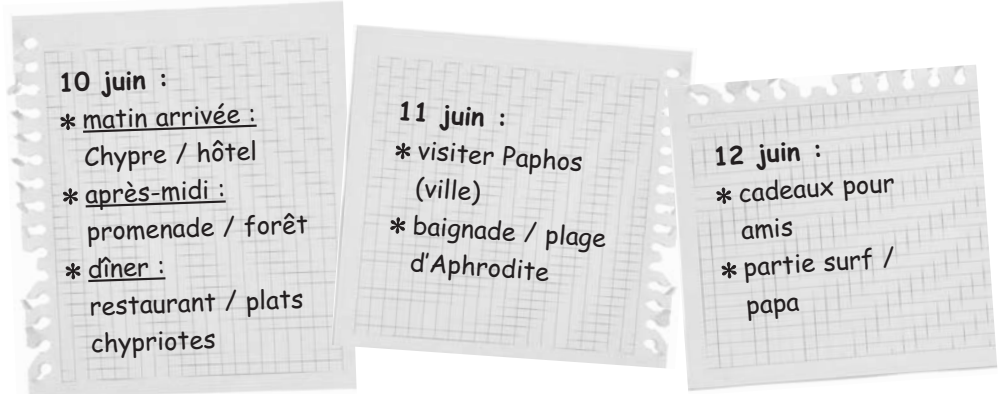 10 juin :
* matin arrivée :
Chypre / hôtel
* après-midi :
promenade / forêt
* dîner :
restaurant / plats
chypriotes
11 juin :
* visiter Paphos
(ville)
* baignade / plage
d'Aphrodite
12 juin :
* cadeaux pour
amis
* partie surf /
papa